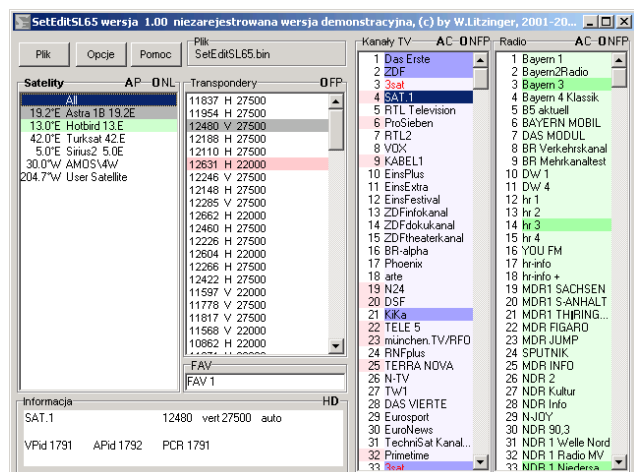 SetEditSL65 wersja 1.00 niezarejestrowana wersja demonstracyjna, (c) by W.Litzinger, 2001-20...
Plik
Opcje
Pomoc
Plik
SetEditSL65.bin
Satelity AP ONL
All
19.2°E Astra 1B 19.2E
13.0°E Hotbird 13.E
42.0°E Turksat 42.E
5.0°E Sirius2 5.0E
30.0°W AMOS\4W
204.7°W User Satellite
Transpondery OFP
11837 H 27500
11954 H 27500
12480 V 27500
12188 H 27500
12110 H 27500
12631 H 22000
12246 V 27500
12148 H 27500
12285 V 27500
12662 H 22000
12460 H 27500
12226 H 27500
12604 H 22000
12266 H 27500
12422 H 27500
11597 V 22000
11778 V 27500
11817 V 27500
11568 V 22000
10862 H 22000
FAV
FAV 1
Informacja HD
SAT.1 12480 vert 27500 auto
VPid 1791 APid 1792 PCR 1791
Kanały TV AC ONFP
1 Das Erste
2 ZDF
3 3sat
4 SAT.1
5 RTL Television
6 ProSieben
7 RTL2
8 VOX
9 KABEL1
10 EinsPlus
11 EinsExtra
12 EinsFestival
13 ZDFinfokanal
14 ZDFdokukanal
15 ZDFtheaterkanal
16 BR-alpha
17 Phoenix
18 arte
19 N24
20 DSF
21 KiKa
22 TELE 5
23 münchen.TV/RFO
24 RNFplus
25 TERRA NOVA
26 N-TV
27 TW1
28 DAS VIERTE
29 Eurosport
30 EuroNews
31 TechniSat Kanal...
32 Primetime
33 3sat
Radio AC ONFP
1 Bayern 1
2 Bayern2Radio
3 Bayern 3
4 Bayern 4 Klassik
5 B5 aktuell
6 BAYERN MOBIL
7 DAS MODUL
8 BR Verkehrskanal
9 BR Mehrkanaltest
10 DW 1
11 DW 4
12 hr 1
13 hr 2
14 hr 3
15 hr 4
16 YOU FM
17 hr-info
18 hr-info +
19 MDR1 SACHSEN
20 MDR1 S-ANHALT
21 MDR1 THIRING...
22 MDR FIGARO
23 MDR JUMP
24 SPUTNIK
25 MDR INFO
26 NDR 2
27 NDR Kultur
28 NDR Info
29 N-JOY
30 NDR 90,3
31 NDR 1 Welle Nord
32 NDR 1 Radio MV
33 NDR 1 Niedersa